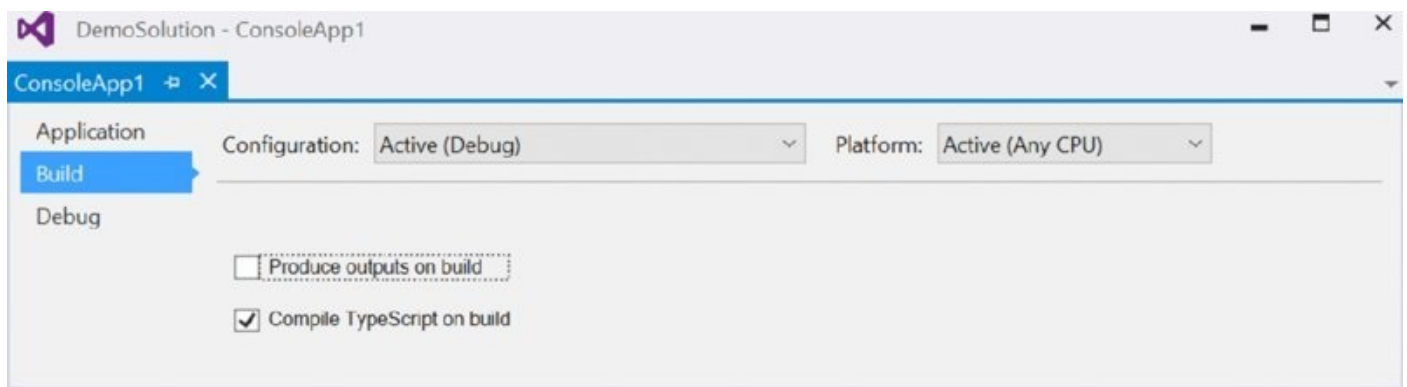 DemoSolution - ConsoleApp1
ConsoleApp1
Application
Configuration: Active (Debug) Platform: Active (Any CPU)
Build
Debug
Produce outputs on build
Compile TypeScript on build